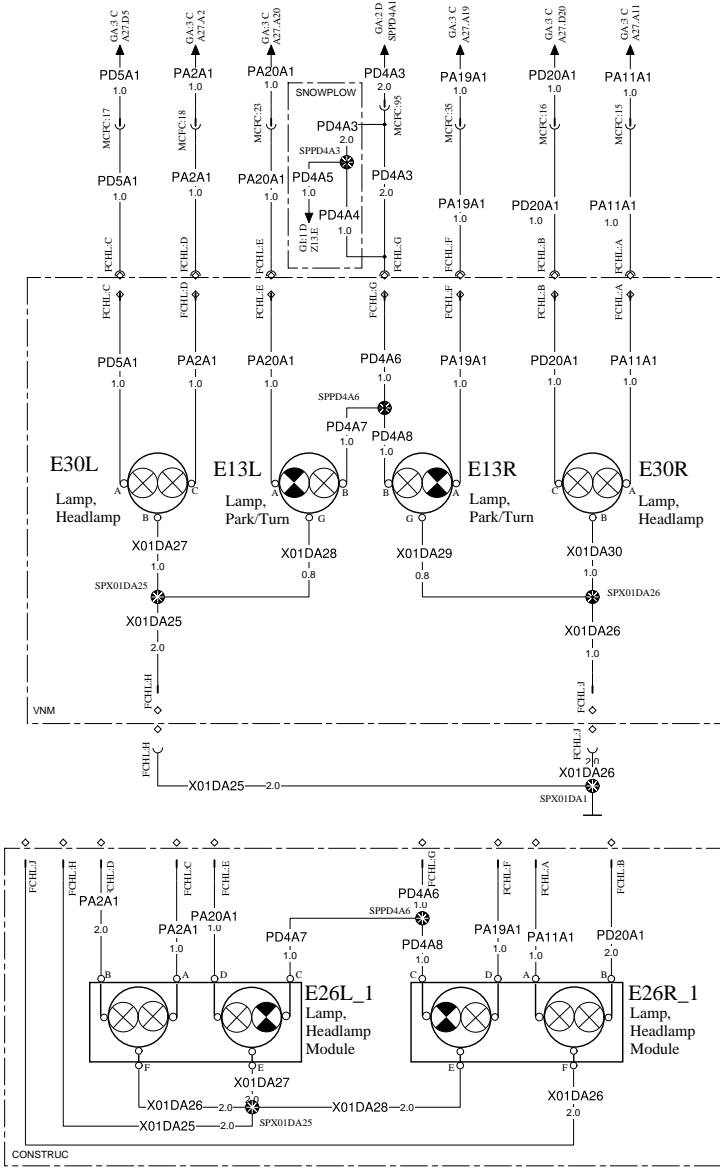 GA:3 C
A27.D5
GA:3 C
A27.A2
GA:3 C
A27.A20
GA:2 D
SPPD4A1
GA:3 C
A27.A19
GA:3 C
A27.D20
GA:3 C
A27.A11
PD5A1
1.0
PA2A1
1.0
PA20A1
1.0
PD4A3
2.0
PA19A1
1.0
PD20A1
1.0
PA11A1
1.0
MCFC:17
MCFC:18
MCFC:23
MCFC:95
MCFC:35
MCFC:16
MCFC:15
SNOWPLOW
PD4A3
2.0
SPPD4A3
PD4A5
1.0
PD4A4
1.0
GI:1 D
Z13.E
PD5A1
1.0
PA2A1
1.0
PA20A1
1.0
PD4A3
2.0
PA19A1
1.0
PD20A1
1.0
PA11A1
1.0
FCHL:C
FCHL:D
FCHL:E
FCHL:G
FCHL:F
FCHL:B
FCHL:A
FCHL:C
FCHL:D
FCHL:E
FCHL:G
FCHL:F
FCHL:B
FCHL:A
PD5A1
1.0
PA2A1
1.0
PA20A1
1.0
PD4A6
1.0
PA19A1
1.0
PD20A1
1.0
PA11A1
1.0
SPPD4A6
PD4A7
1.0
PD4A8
1.0
E30L
Lamp,
Headlamp
A
C
B
E13L
Lamp,
Park/Turn
A
B
G
E13R
Lamp,
Park/Turn
B
A
G
E30R
Lamp,
Headlamp
C
A
B
X01DA27
1.0
X01DA28
0.8
X01DA29
0.8
X01DA30
1.0
SPX01DA25
SPX01DA26
X01DA25
2.0
X01DA26
1.0
FCHL:H
FCHL:J
VNM
FCHL:H
FCHL:J
2.0
X01DA26
X01DA25
2.0
SPX01DA1
FCHL:J
FCHL:H
FCHL:D
FCHL:C
FCHL:E
FCHL:G
FCHL:F
FCHL:A
FCHL:B
PA2A1
2.0
PA2A1
1.0
PA20A1
1.0
PD4A7
1.0
PD4A6
1.0
SPPD4A6
PD4A8
1.0
PA19A1
1.0
PA11A1
1.0
PD20A1
2.0
B
A
D
C
C
D
A
B
E26L_1
Lamp,
Headlamp
Module
E26R_1
Lamp,
Headlamp
Module
F
E
E
F
X01DA27
2.0
X01DA26
2.0
X01DA28
2.0
X01DA26
2.0
X01DA25
2.0
SPX01DA25
CONSTRUC